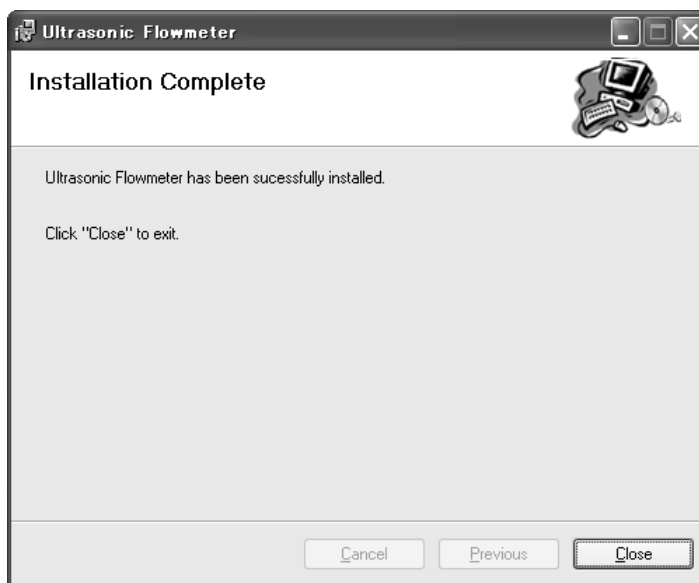 Ultrasonic Flowmeter
Installation Complete
Ultrasonic Flowmeter has been sucessfully installed.
Click "Close" to exit.
Cancel Previous Close